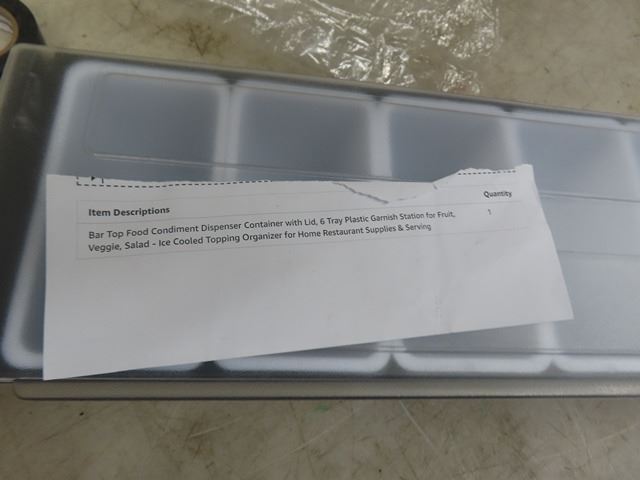 Item Descriptions
Quantity
Bar Top Food Condiment Dispenser Container with Lid, 6 Tray Plastic Garnish Station for Fruit,
1
Veggie, Salad - Ice Cooled Topping Organizer for Home Restaurant Supplies & Serving